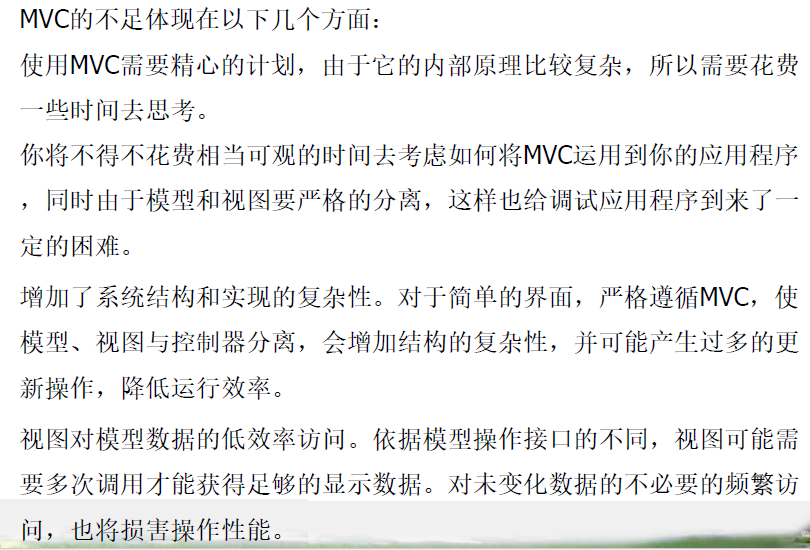 MVC的不足体现在以下几个方面：
使用MVC需要精心的计划，由于它的内部原理比较复杂，所以需要花费
一些时间去思考。
你将不得不花费相当可观的时间去考虑如何将MVC运用到你的应用程序
，同时由于模型和视图要严格的分离，这样也给调试应用程序到来了一
定的困难。
增加了系统结构和实现的复杂性。对于简单的界面，严格遵循MVC，使
模型、视图与控制器分离，会增加结构的复杂性，并可能产生过多的更
新操作，降低运行效率。
视图对模型数据的低效率访问。依据模型操作接口的不同，视图可能需
要多次调用才能获得足够的显示数据。对未变化数据的不必要的频繁访
问，也将损害操作性能。